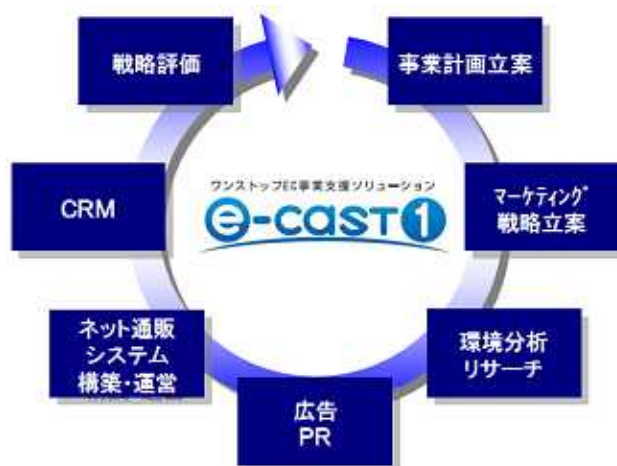 戦略評価
事業計画立案
CRM
ワンストップEC事業支援ソリューション
e-cast1
ﾏｰｹﾃｨﾝｸﾞ
戦略立案
ネット通販
システム
構築・運営
環境分析
リサーチ
広告
PR